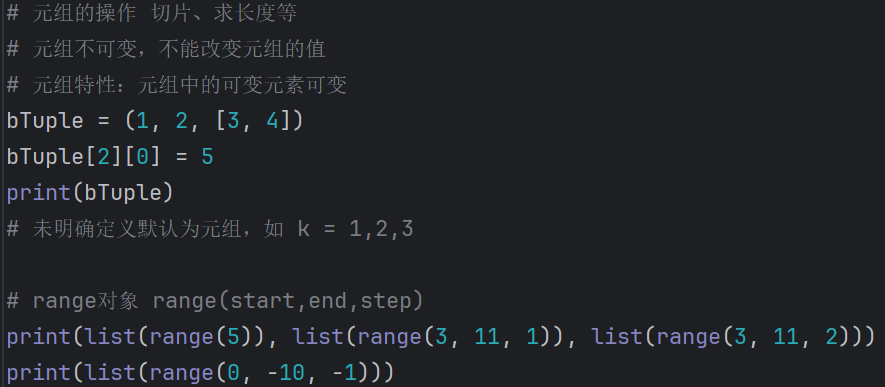 # 元组的操作 切片、求长度等
# 元组不可变，不能改变元组的值
# 元组特性：元组中的可变元素可变
bTuple = (1, 2, [3, 4])
bTuple[2][0] = 5
print(bTuple)
# 未明确定义默认为元组，如 k = 1,2,3
# range对象 range(start,end,step)
print(list(range(5)), list(range(3, 11, 1)), list(range(3, 11, 2)))
print(list(range(0, -10, -1)))